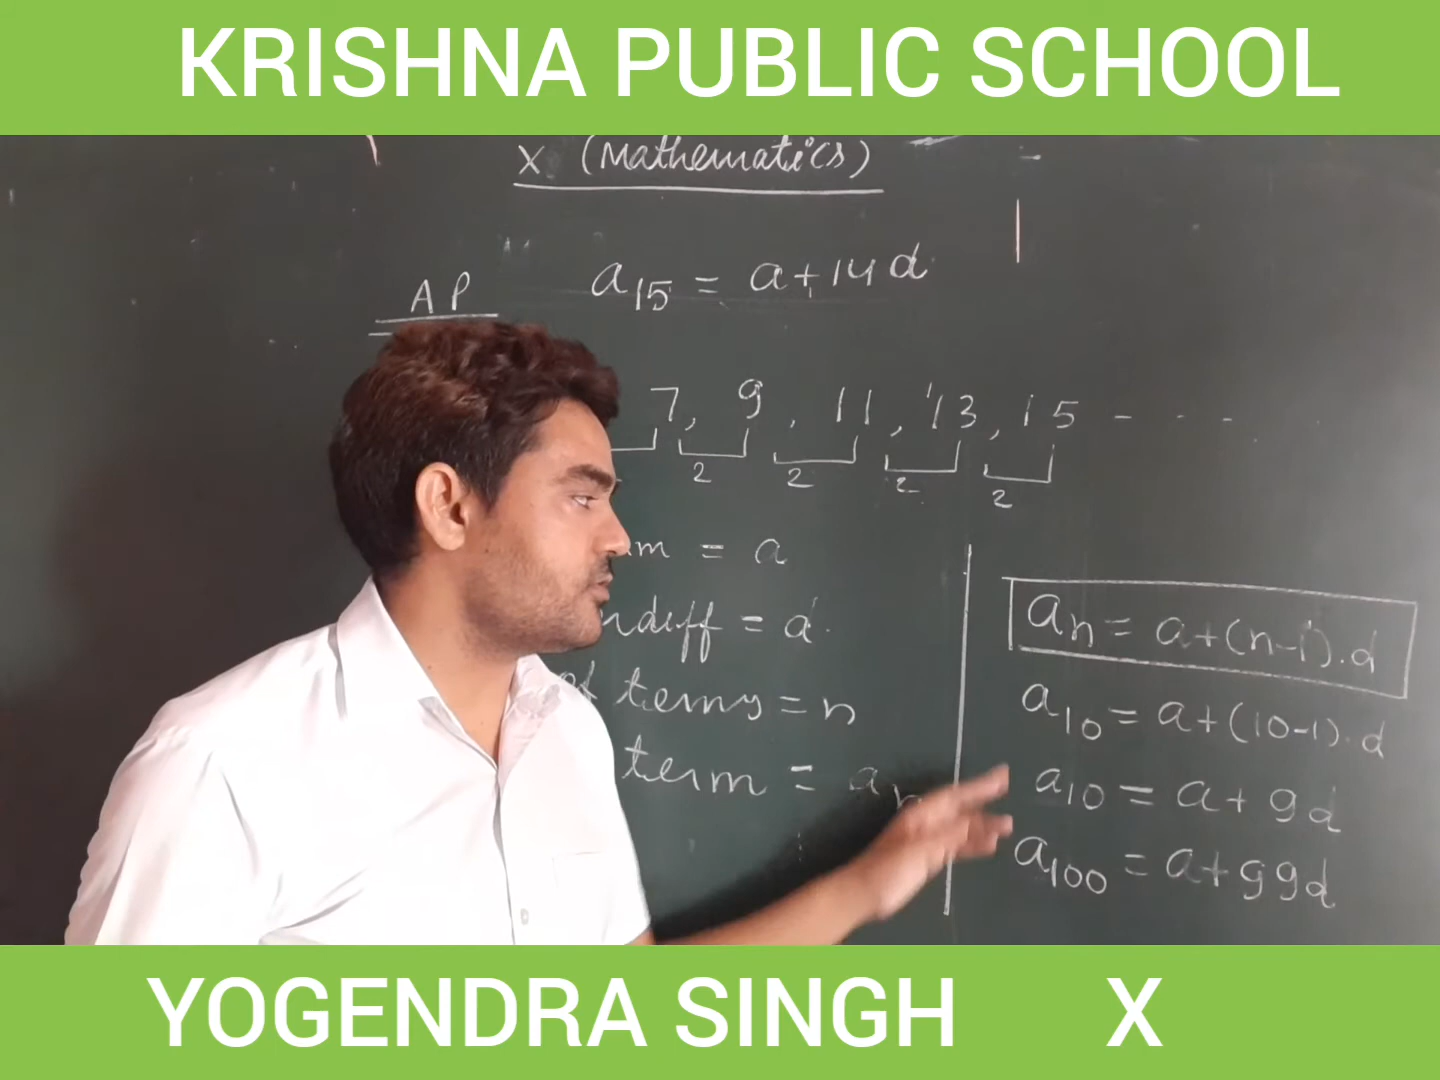 KRISHNA PUBLIC SCHOOL
X (Mathematics)
a15 = a+14d
AP
7, 9, 11, 13, 15 - - - -
2 2 2 2
= a
= d
terms = n
term = an
an = a+(n-1).d
a10 = a+(10-1).d
a10 = a+9d
a100 = a+99d
YOGENDRA SINGH X